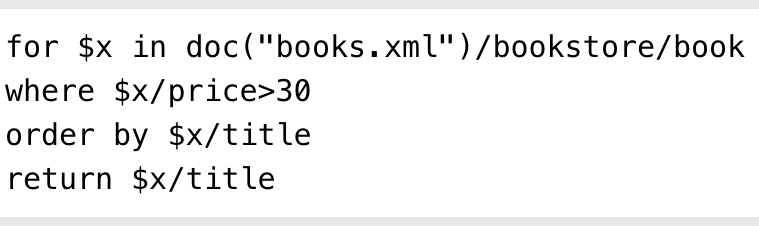 for $x in doc("books.xml")/bookstore/book
where $x/price>30
order by $x/title
return $x/title